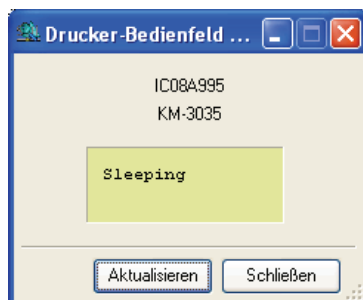 Drucker-Bedienfeld ...
IC08A995
KM-3035
Sleeping
Aktualisieren Schließen